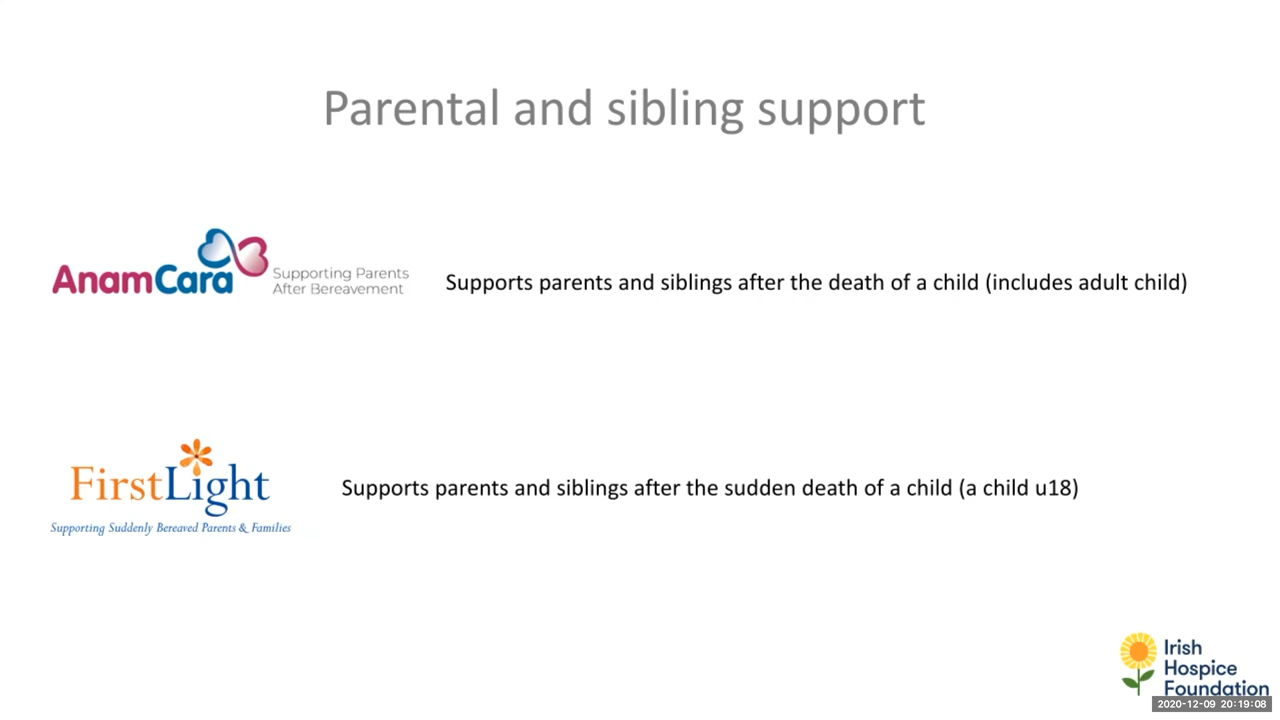 Parental and sibling support
AnamCara
Supporting Parents
After Bereavement
Supports parents and siblings after the death of a child (includes adult child)
FirstLight
Supporting Suddenly Bereaved Parents & Families
Supports parents and siblings after the sudden death of a child (a child u18)
Irish
Hospice
Foundation
2020-12-09 20:19:08